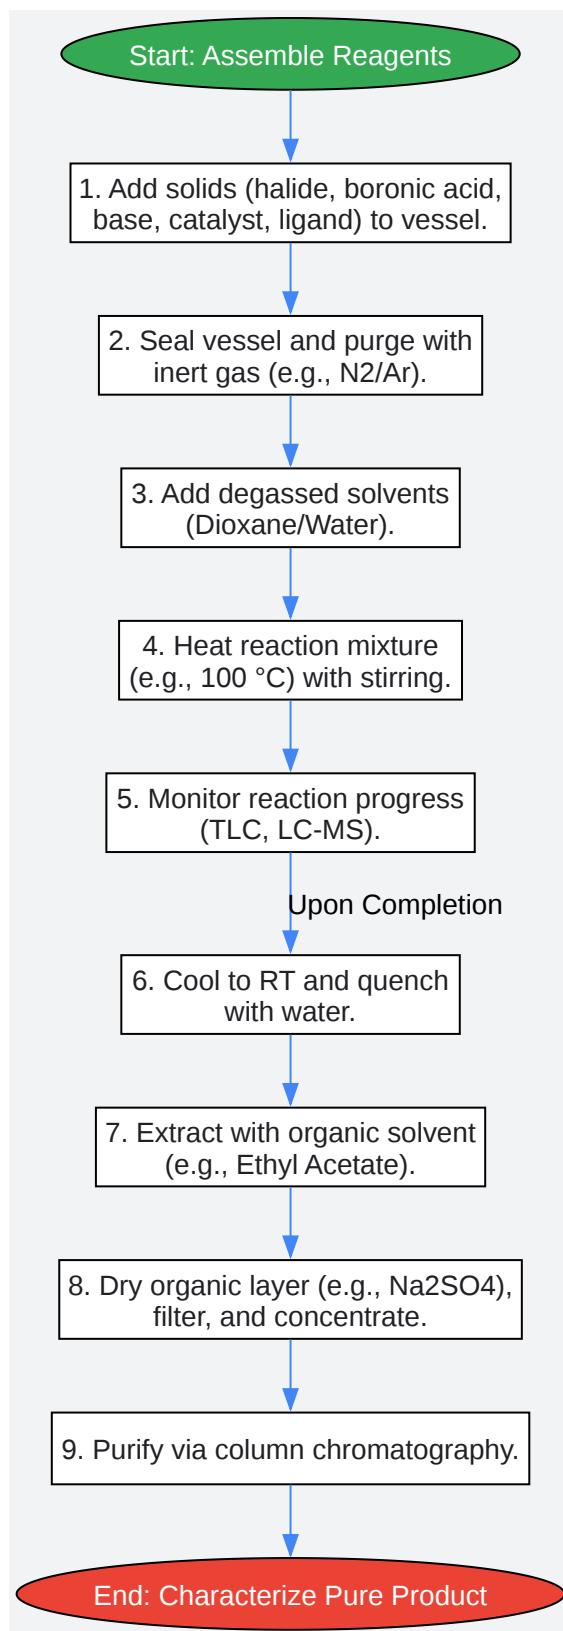 Start: Assemble Reagents
1. Add solids (halide, boronic acid,
base, catalyst, ligand) to vessel.
2. Seal vessel and purge with
inert gas (e.g., N2/Ar).
3. Add degassed solvents
(Dioxane/Water).
4. Heat reaction mixture
(e.g., 100 °C) with stirring.
5. Monitor reaction progress
(TLC, LC-MS).
Upon Completion
6. Cool to RT and quench
with water.
7. Extract with organic solvent
(e.g., Ethyl Acetate).
8. Dry organic layer (e.g., Na2SO4),
filter, and concentrate.
9. Purify via column chromatography.
End: Characterize Pure Product